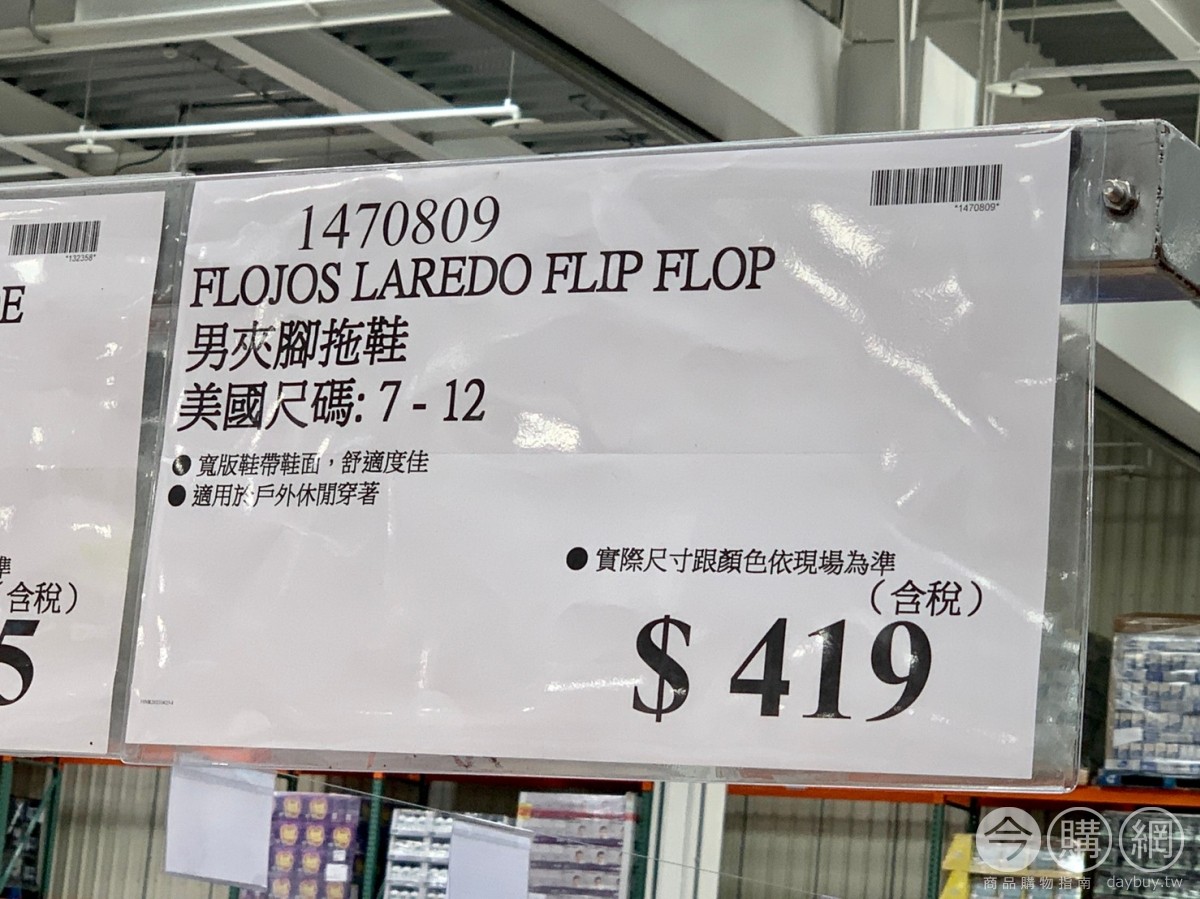 *132358*
E
準
(含稅)
5
*1470809*
1470809
FLOJOS LAREDO FLIP FLOP
男夾腳拖鞋
美國尺碼: 7 - 12
● 寬版鞋帶鞋面，舒適度佳
● 適用於戶外休閒穿著
● 實際尺寸跟顏色依現場為準
(含稅)
$ 419
今購網
商品購物指南 daybuy.tw